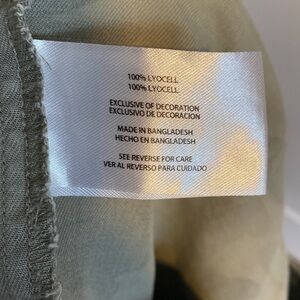 100% LYOCELL
100% LYOCELL
EXCLUSIVE OF DECORATION
EXCLUSIVO DE DECORACION
MADE IN BANGLADESH
HECHO EN BANGLADESH
SEE REVERSE FOR CARE
VER AL REVERSO PARA CUIDADO